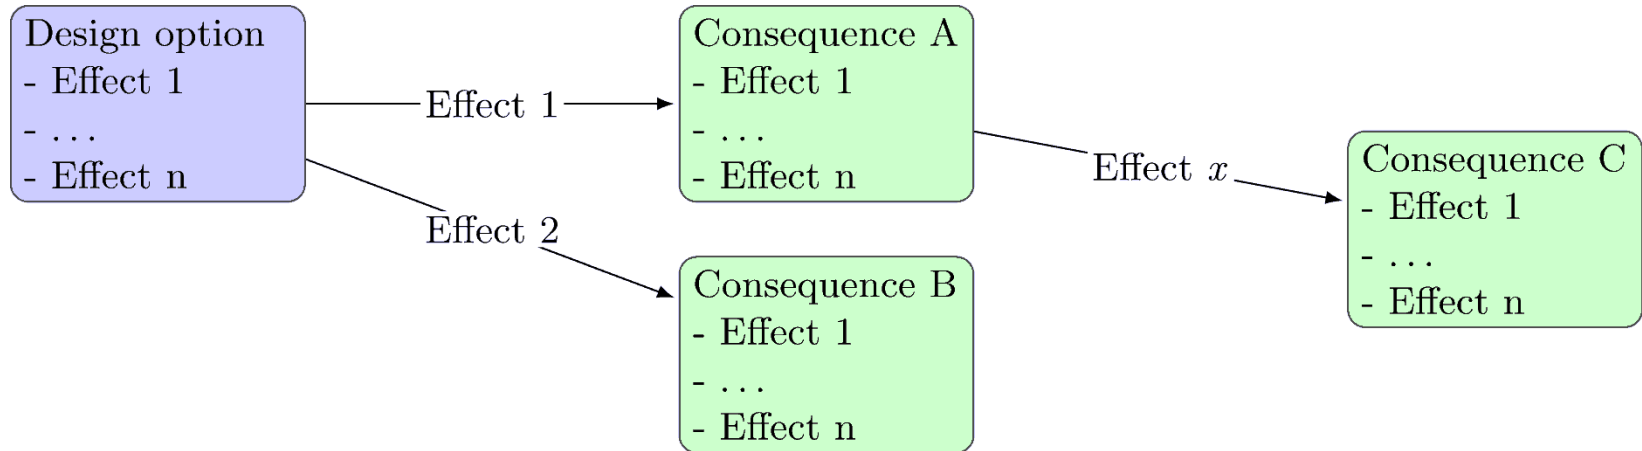 Design option
- Effect 1
- ...
- Effect n
Effect 1
Effect 2
Consequence A
- Effect 1
- ...
- Effect n
Consequence B
- Effect 1
- ...
- Effect n
Effect x
Consequence C
- Effect 1
- ...
- Effect n